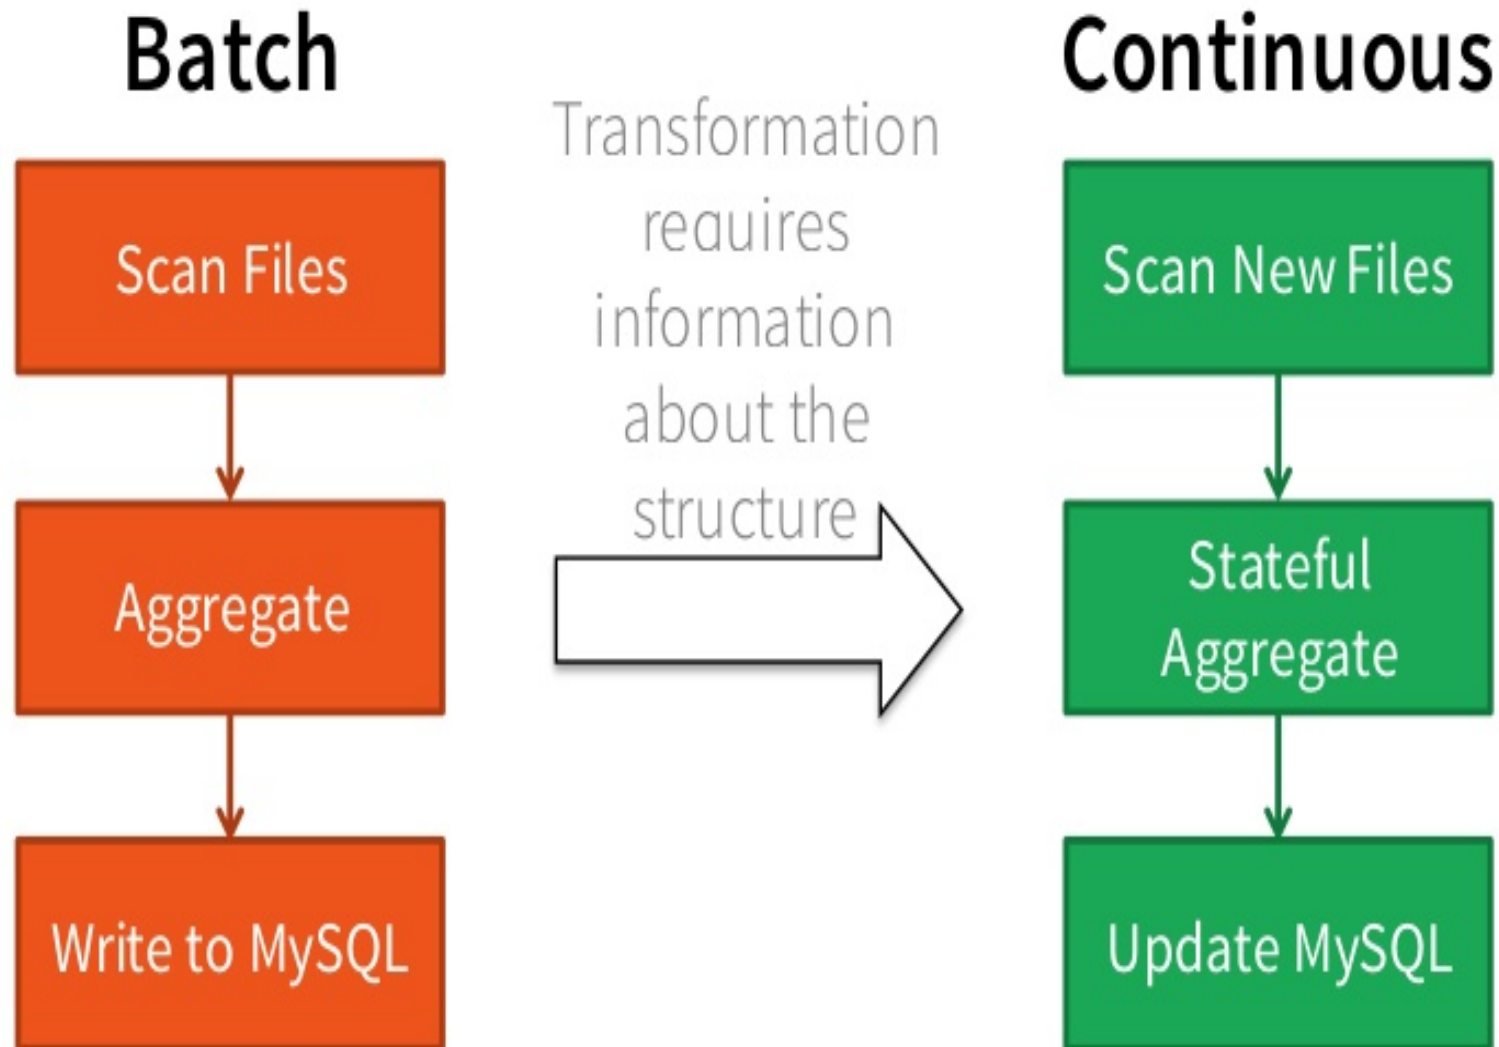 Batch
Scan Files
Aggregate
Write to MySQL
Transformation
requires
information
about the
structure
Continuous
Scan New Files
Stateful
Aggregate
Update MySQL